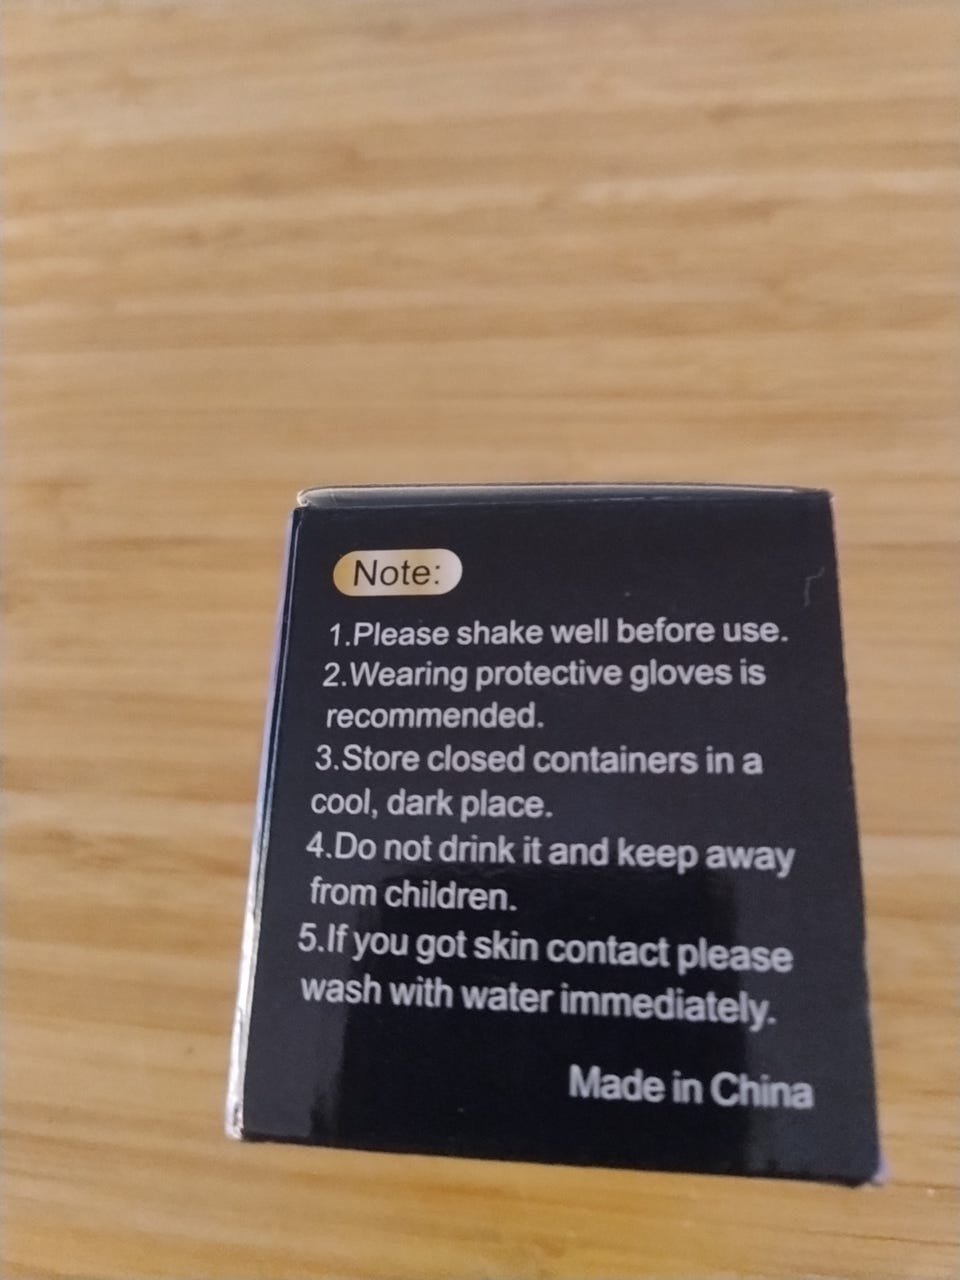 Note:
1.Please shake well before use.
2.Wearing protective gloves is
recommended.
3.Store closed containers in a
cool, dark place.
4.Do not drink it and keep away
from children.
5.If you got skin contact please
wash with water immediately.
Made in China